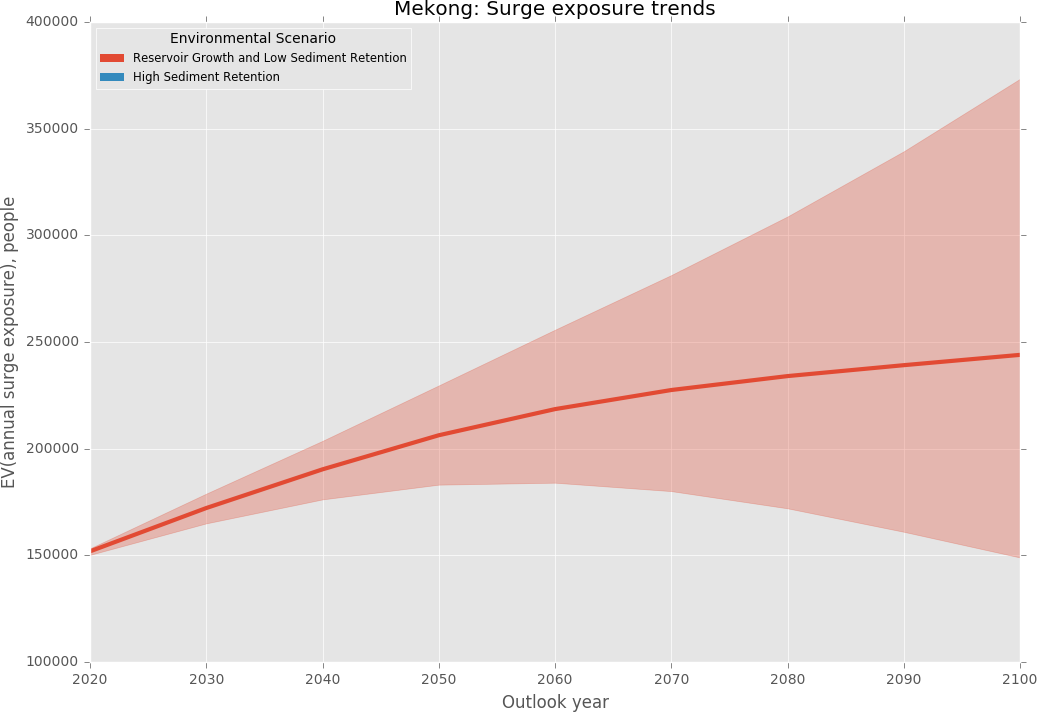 Mekong: Surge exposure trends
Environmental Scenario
Reservoir Growth and Low Sediment Retention
High Sediment Retention
EV(annual surge exposure), people
400000
350000
300000
250000
200000
150000
100000
2020 2030 2040 2050 2060 2070 2080 2090 2100
Outlook year